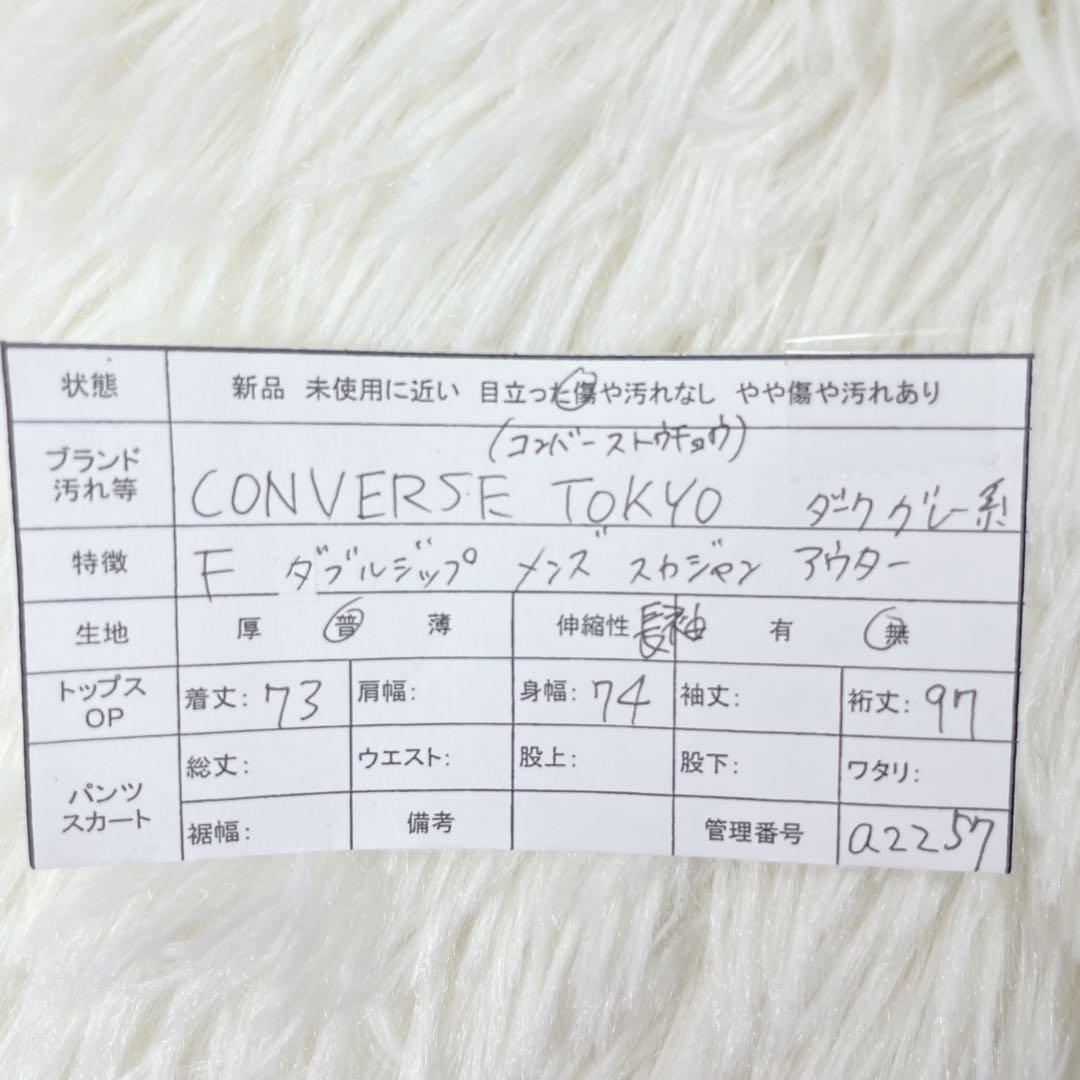 状態 新品 未使用に近い 目立った傷や汚れなし やや傷や汚れあり
(コンバーストウキョウ)
ブランド
汚れ等 CONVERSE TOKYO ダークグレー系
特徴 F ダブルジップ メンズ スカジャン アウター
生地 厚 普 薄 伸縮性 長袖 有 無
トップス
OP 着丈: 73 肩幅: 身幅: 74 袖丈: 裄丈: 97
総丈: ウエスト: 股上: 股下: ワタリ:
パンツ
スカート 裾幅: 備考 管理番号 a2257